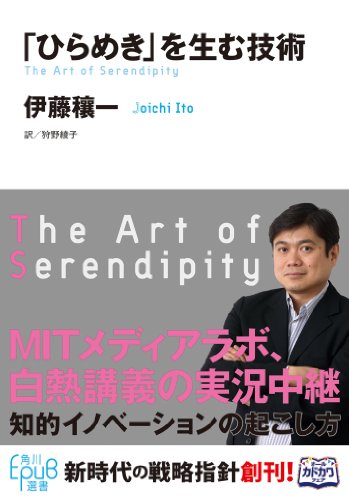 「ひらめき」を生む技術
The Art of Serendipity
伊藤穰一 Joichi Ito
訳／狩野綾子
The Art of
Serendipity
MITメディアラボ、
白熱講義の実況中継
知的イノベーションの起こし方
角川
EPUB
選書
新時代の戦略指針創刊!
カドカワ